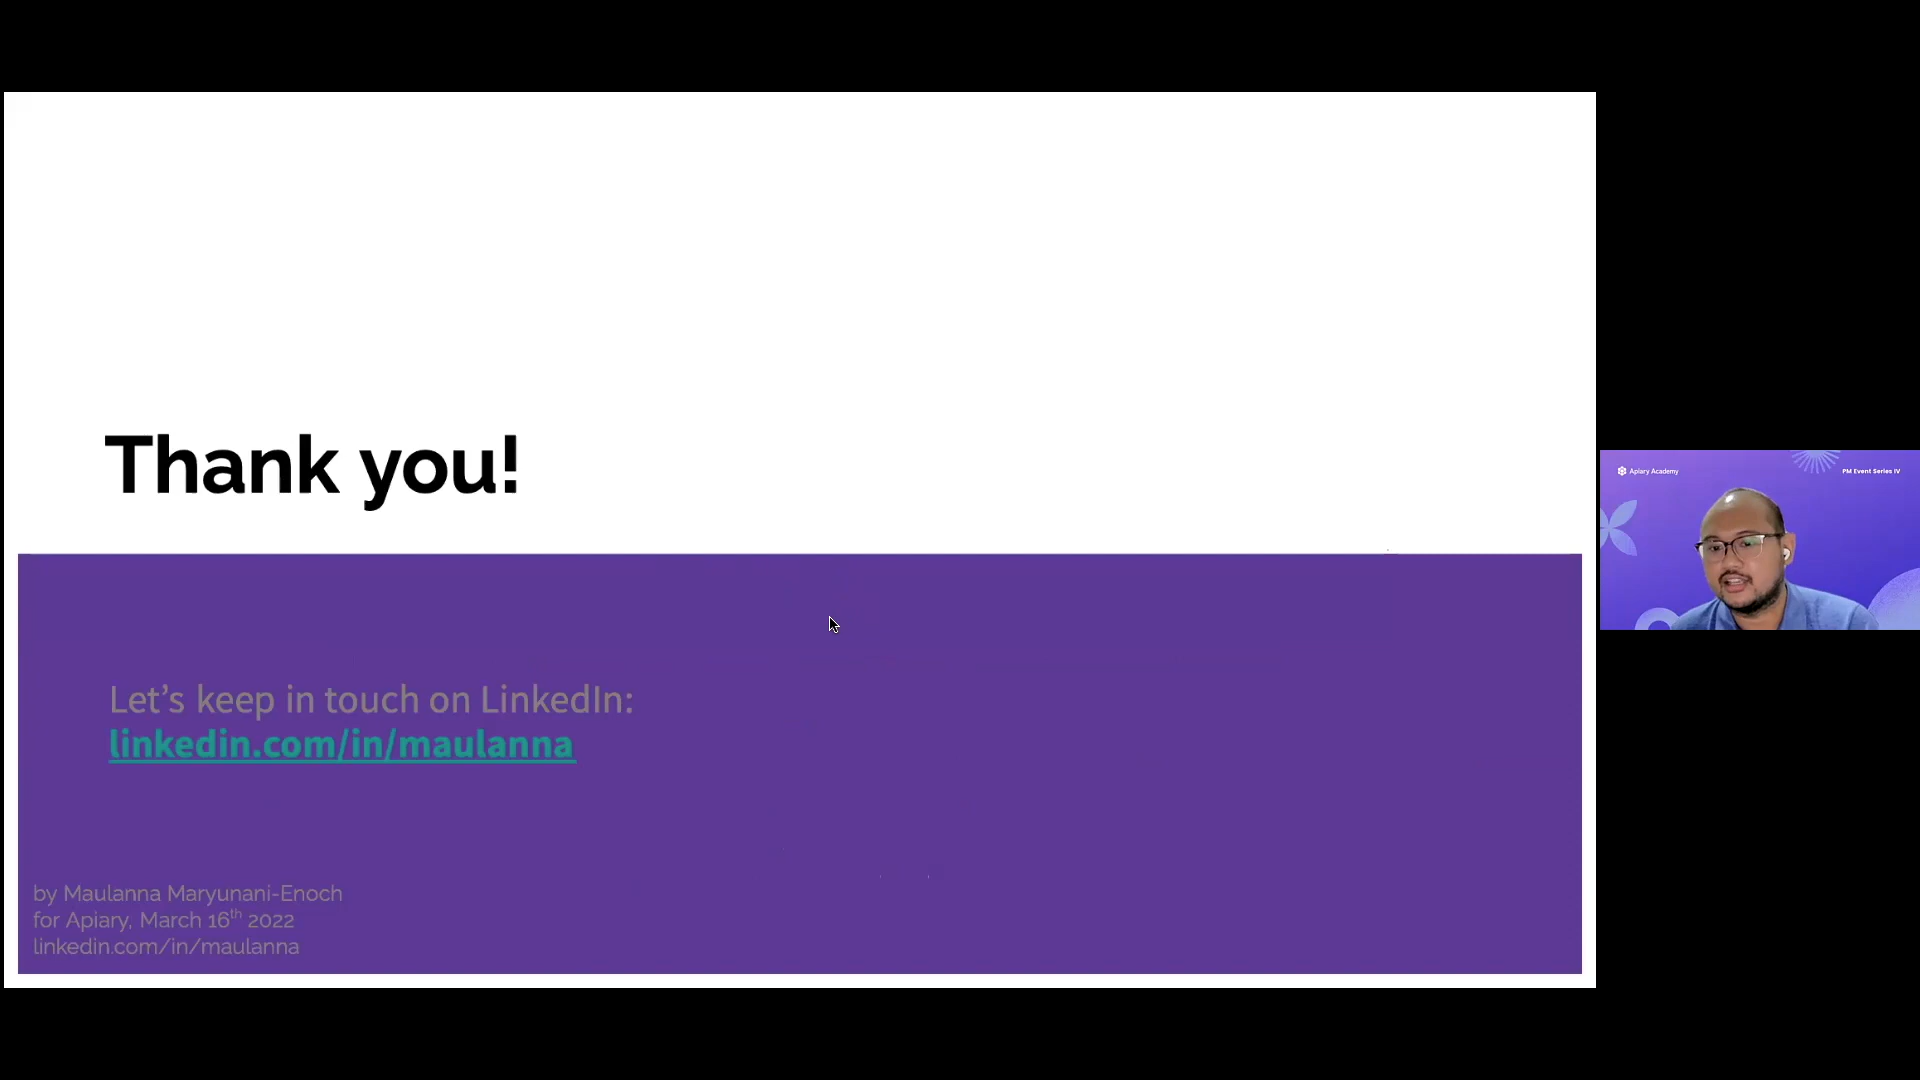 Thank you!
Let's keep in touch on LinkedIn:
linkedin.com/in/maulanna
by Maulanna Maryunani-Enoch
for Apiary, March 16th 2022
linkedin.com/in/maulanna
Apiary Academy
PM Event Series IV